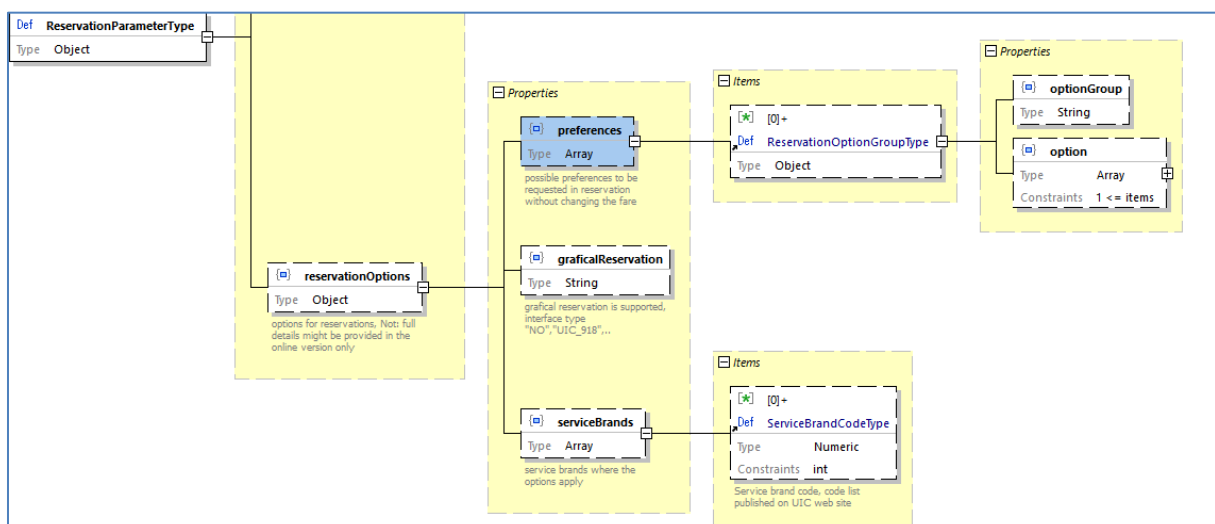 Def ReservationParameterType
Type Object
reservationOptions
Type Object
options for reservations, Not: full
details might be provided in the
online version only
Properties
preferences
Type Array
possible preferences to be
requested in reservation
without changing the fare
graficalReservation
Type String
grafical reservation is supported,
interface type
"NO","UIC_918",..
serviceBrands
Type Array
service brands where the
options apply
Items
[*] [0]+
Def ReservationOptionGroupType
Type Object
Properties
optionGroup
Type String
option
Type Array
Constraints 1 <= items
Items
[*] [0]+
Def ServiceBrandCodeType
Type Numeric
Constraints int
Service brand code, code list
published on UIC web site